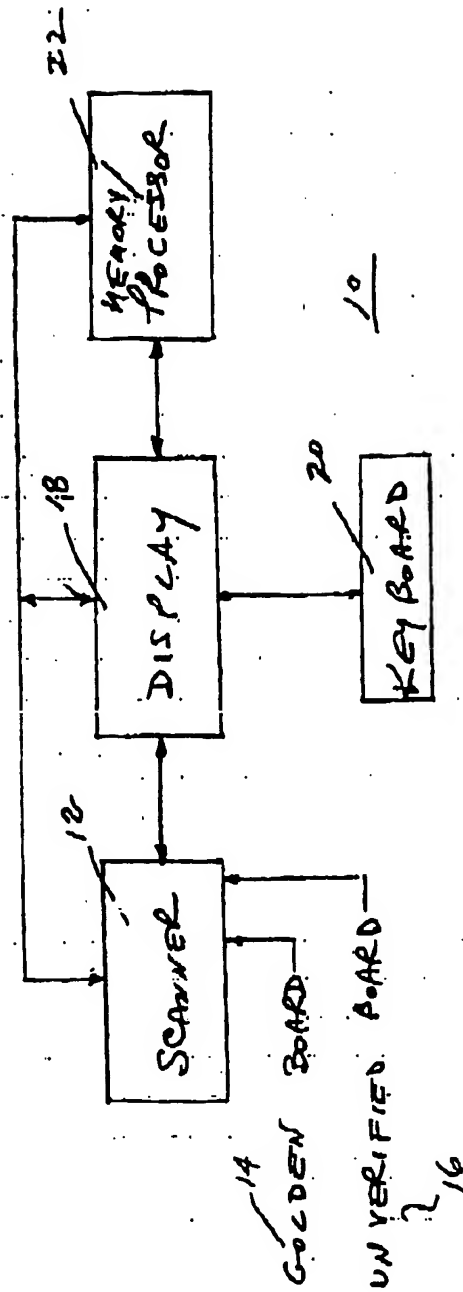 22
MEMORY/
PROCESSOR
18
DISPLAY
12
SCANNER
10
20
KEYBOARD
14
GOLDEN BOARD
UNVERIFIED BOARD
16